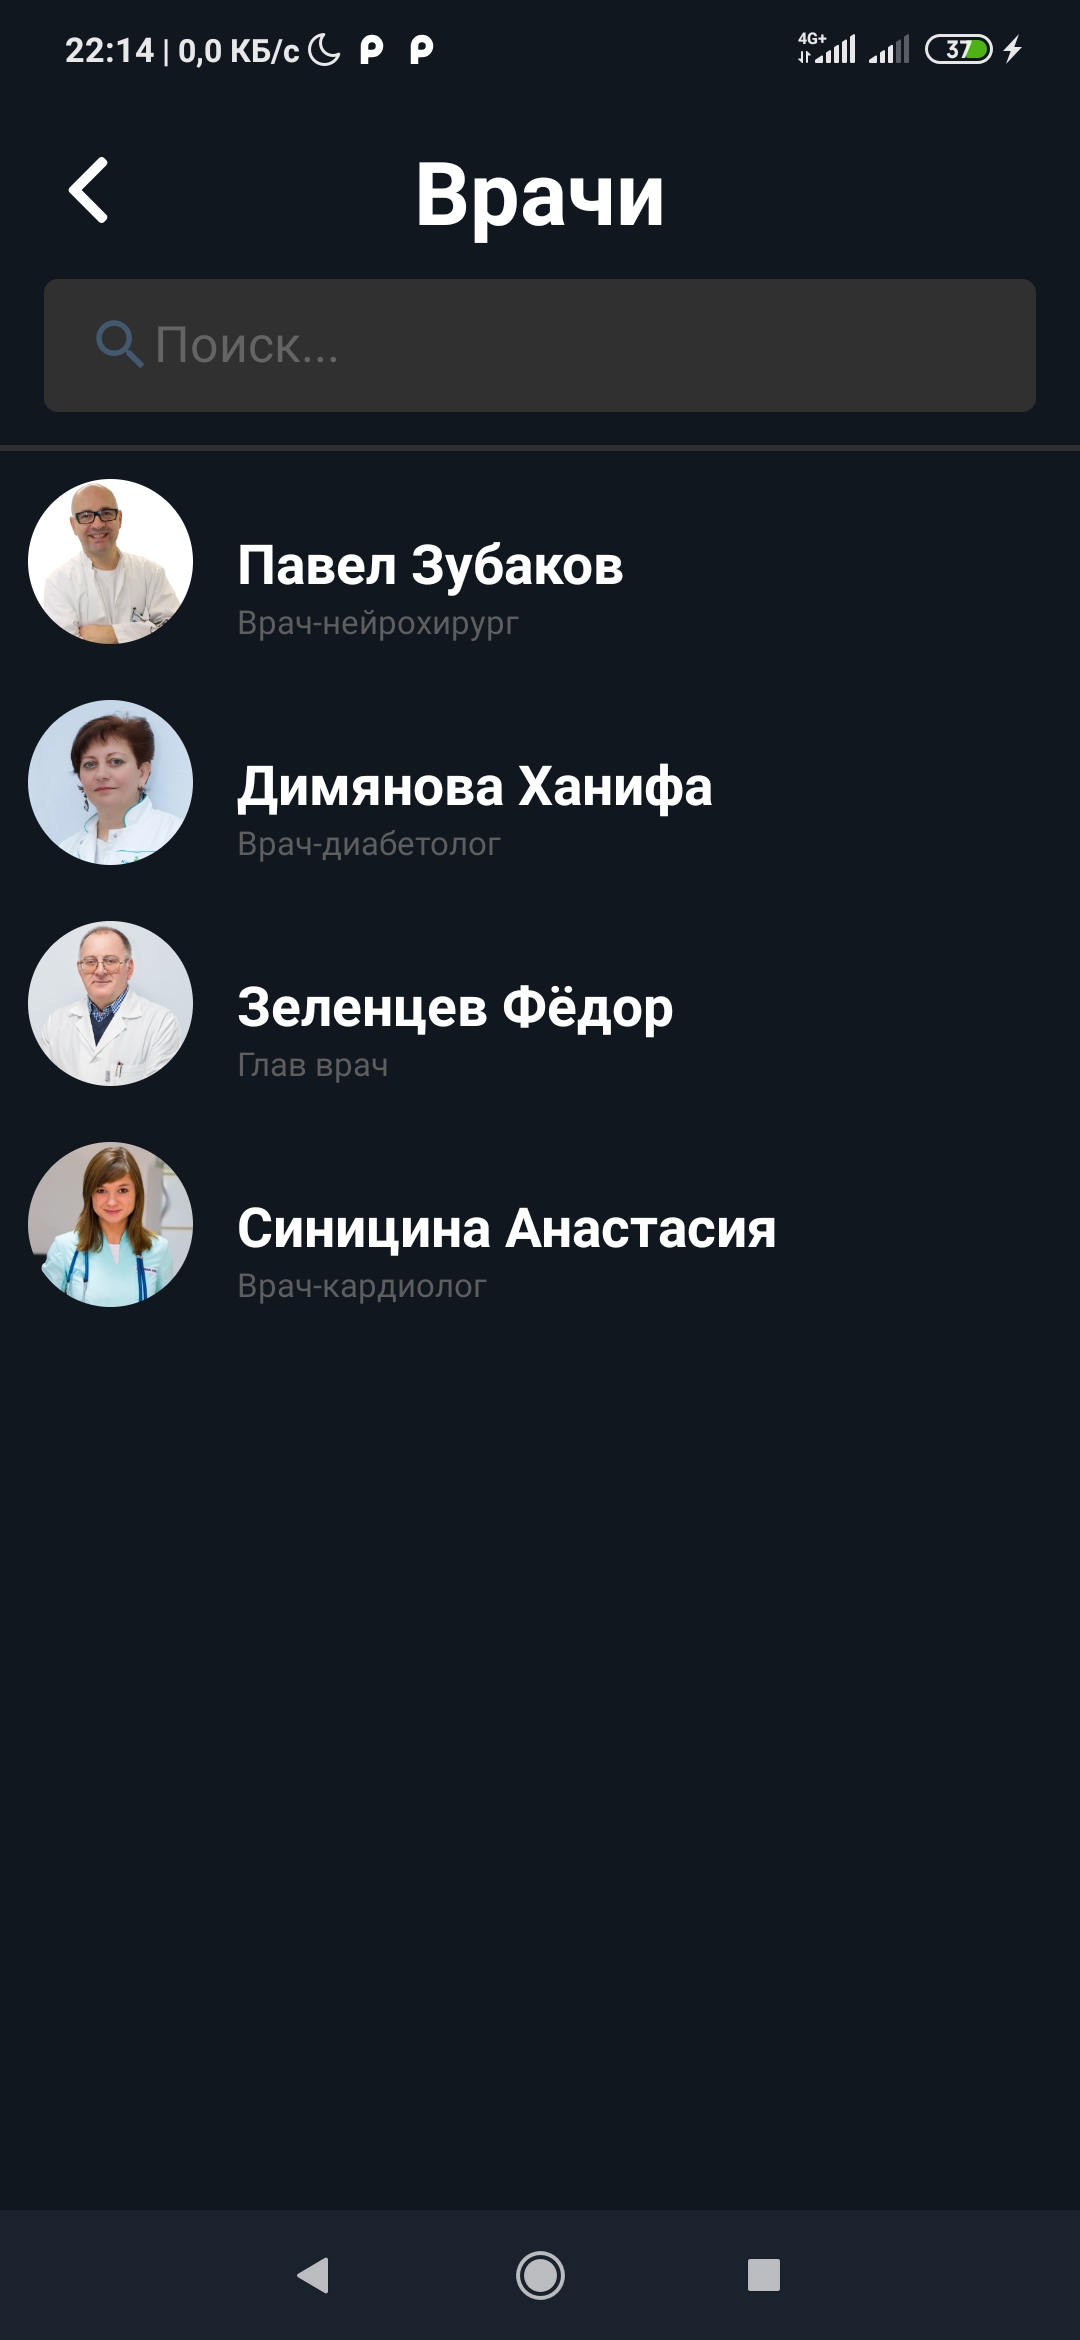 22:14 | 0,0 КБ/с
4G+
37
Врачи
Поиск...
Павел Зубаков
Врач-нейрохирург
Димянова Ханифа
Врач-диабетолог
Зеленцев Фёдор
Глав врач
Синицина Анастасия
Врач-кардиолог